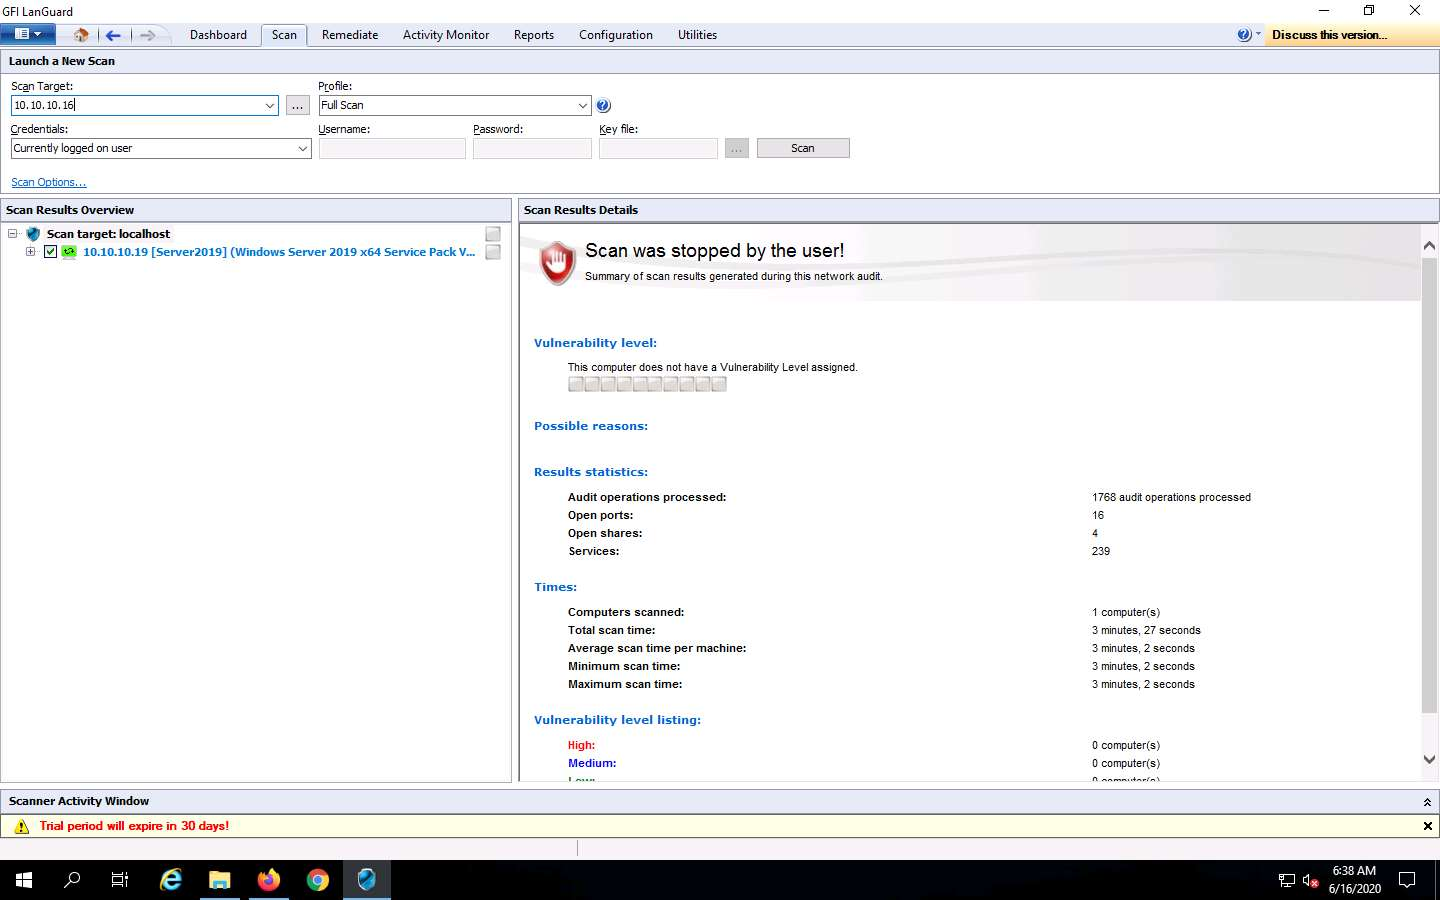 GFI LanGuard
Dashboard Scan Remediate Activity Monitor Reports Configuration Utilities Discuss this version...
Launch a New Scan
Scan Target: Profile:
10.10.10.16 ... Full Scan
Credentials: Username: Password: Key file:
Currently logged on user ... Scan
Scan Options...
Scan Results Overview
Scan target: localhost
10.10.10.19 [Server2019] (Windows Server 2019 x64 Service Pack V...
Scan Results Details
Scan was stopped by the user!
Summary of scan results generated during this network audit.
Vulnerability level:
This computer does not have a Vulnerability Level assigned.
Possible reasons:
Results statistics:
Audit operations processed: 1768 audit operations processed
Open ports: 16
Open shares: 4
Services: 239
Times:
Computers scanned: 1 computer(s)
Total scan time: 3 minutes, 27 seconds
Average scan time per machine: 3 minutes, 2 seconds
Minimum scan time: 3 minutes, 2 seconds
Maximum scan time: 3 minutes, 2 seconds
Vulnerability level listing:
High: 0 computer(s)
Medium: 0 computer(s)
Low: 0 computer(s)
Scanner Activity Window
Trial period will expire in 30 days!
6:38 AM
6/16/2020